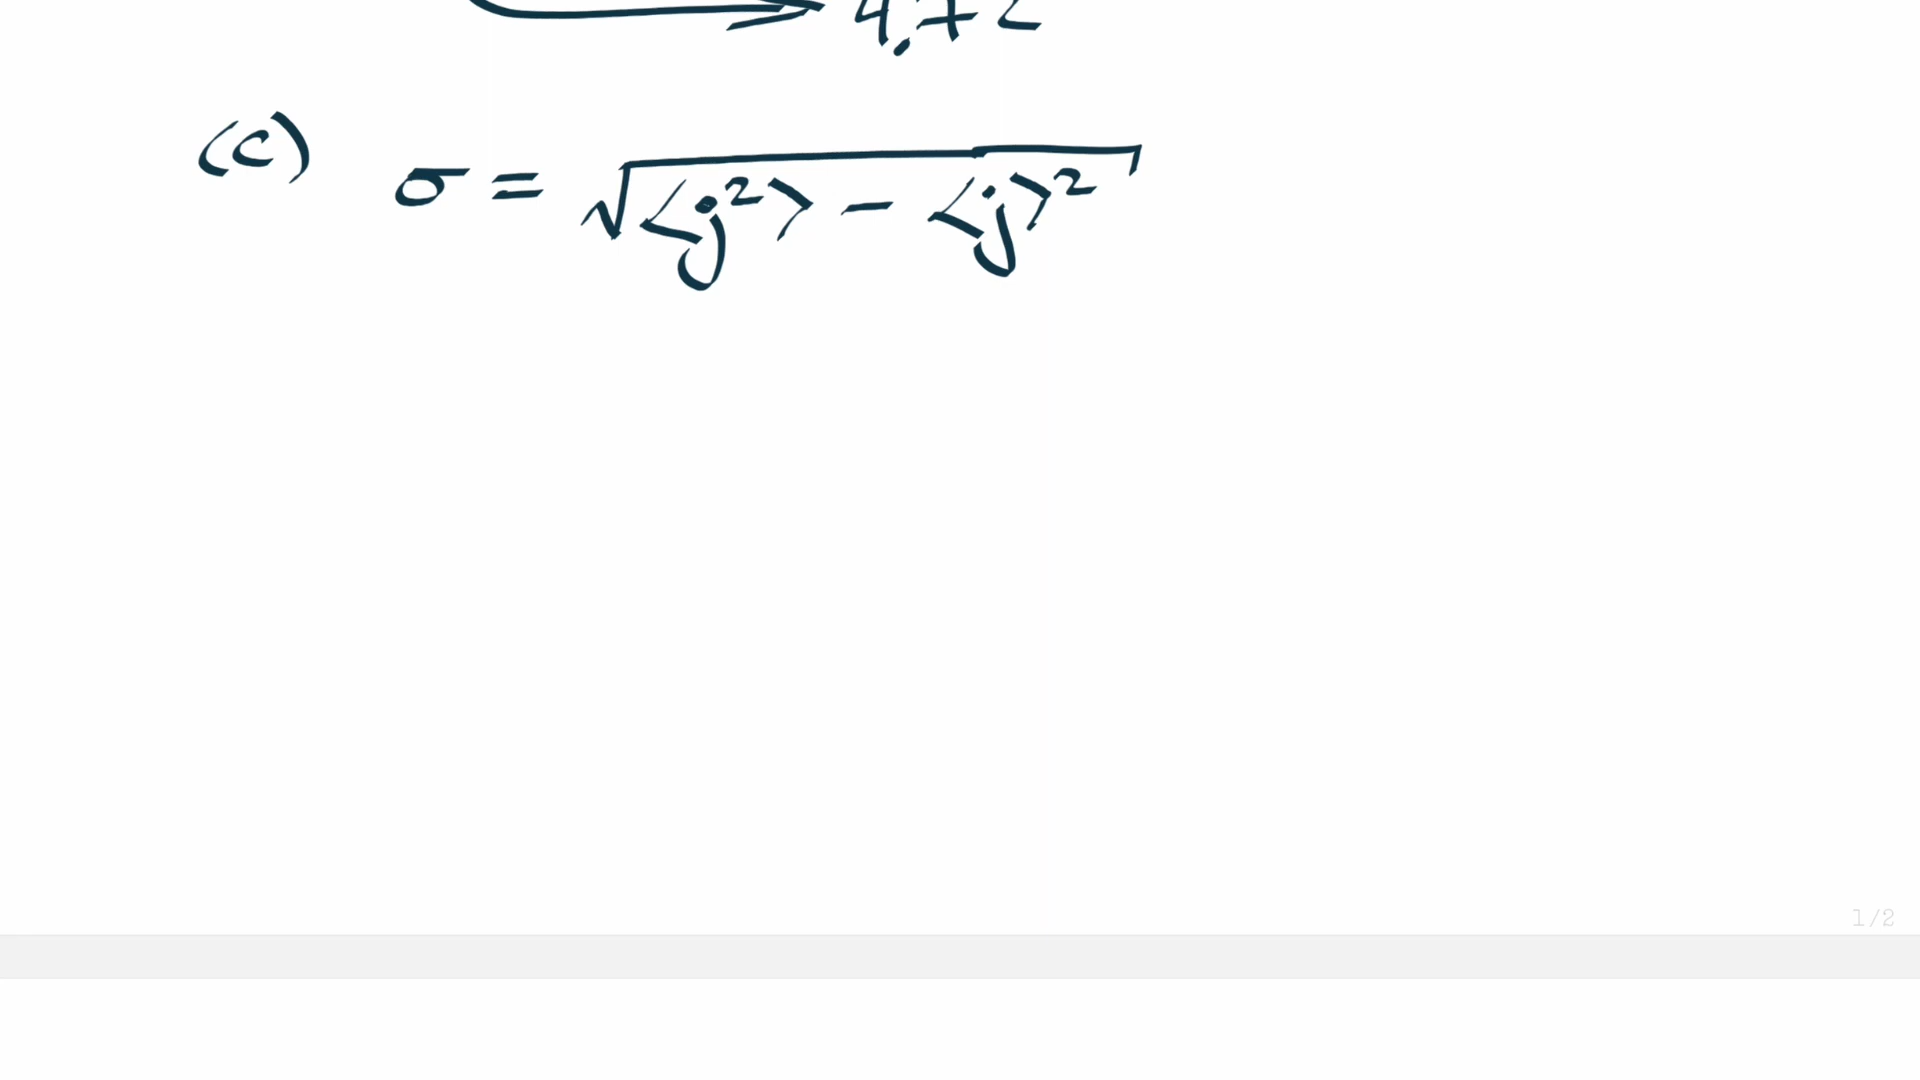 4.72
(c) σ = √(<j²> - <j>²)
1/2